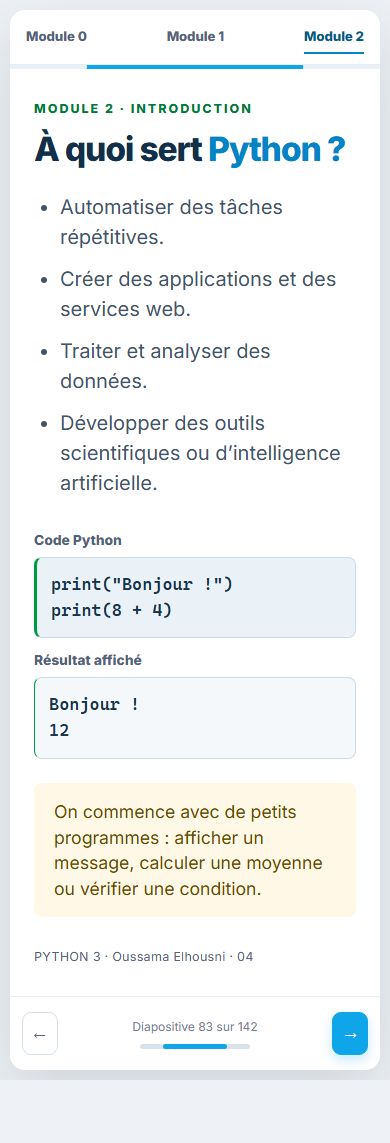 Module 0
Module 1
Module 2
MODULE 2 · INTRODUCTION
À quoi sert Python ?
• Automatiser des tâches
répétitives.
• Créer des applications et des
services web.
• Traiter et analyser des
données.
• Développer des outils
scientifiques ou d’intelligence
artificielle.
Code Python
print("Bonjour !")
print(8 + 4)
Résultat affiché
Bonjour !
12
On commence avec de petits
programmes : afficher un
message, calculer une moyenne
ou vérifier une condition.
PYTHON 3 · Oussama Elhousni · 04
←
Diapositive 83 sur 142
→